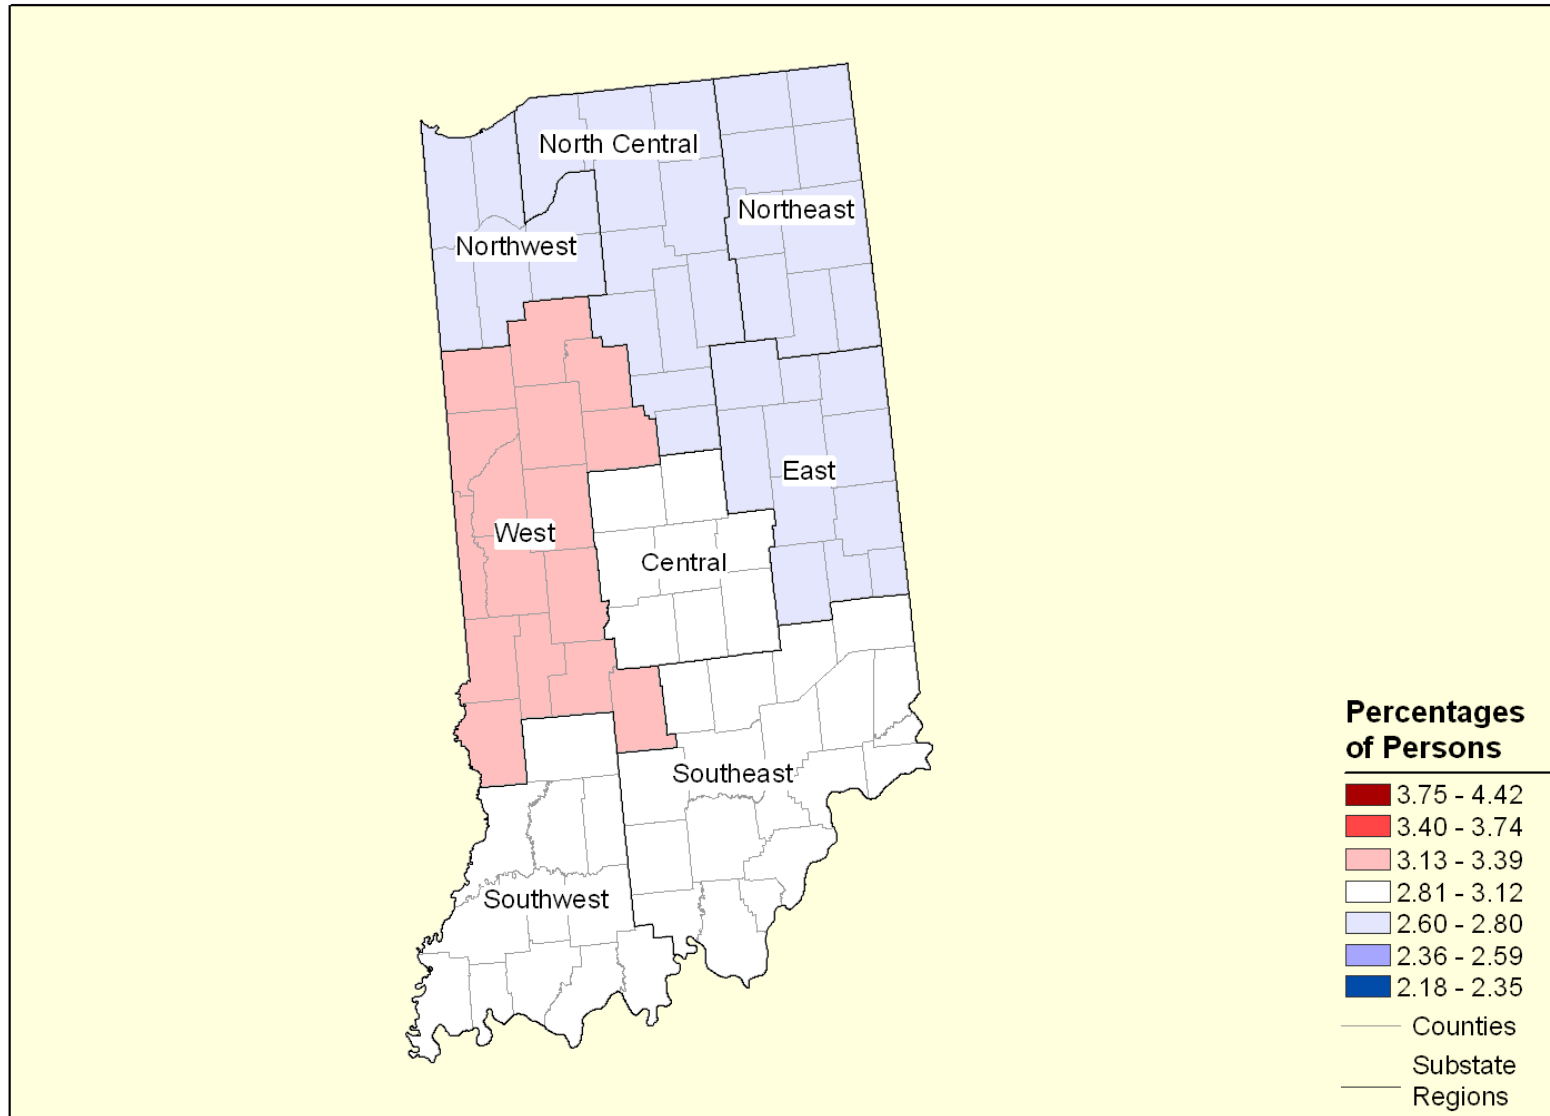 North Central
Northeast
Northwest
East
West
Central
Southeast
Southwest
Percentages
of Persons
3.75 - 4.42
3.40 - 3.74
3.13 - 3.39
2.81 - 3.12
2.60 - 2.80
2.36 - 2.59
2.18 - 2.35
Counties
Substate
Regions